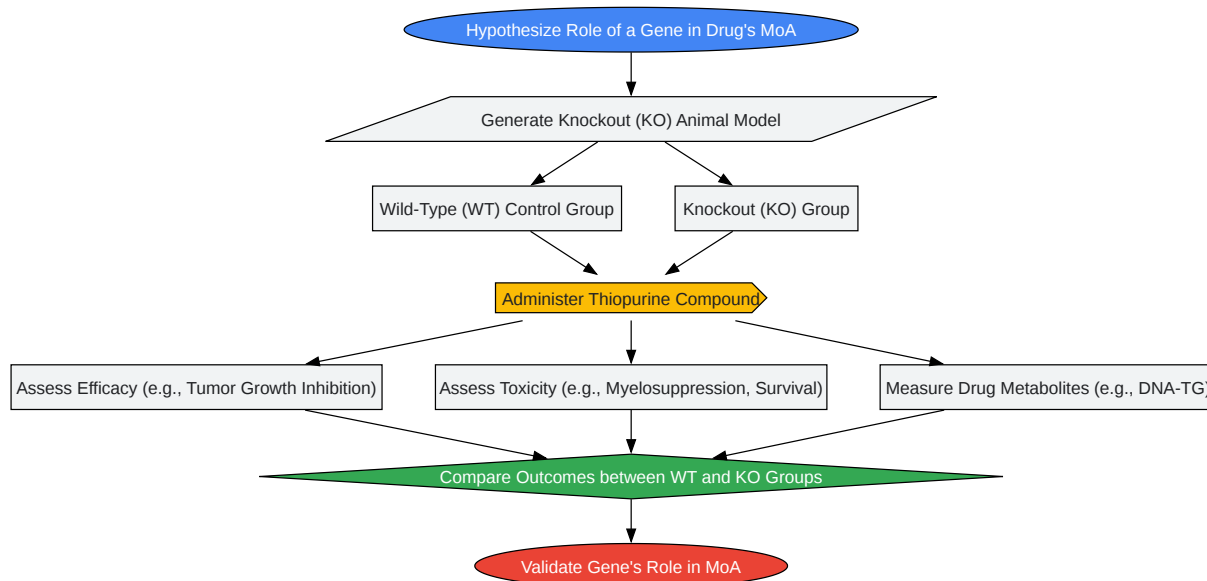 Hypothesize Role of a Gene in Drug's MoA
Generate Knockout (KO) Animal Model
Wild-Type (WT) Control Group
Knockout (KO) Group
Administer Thiopurine Compound
Assess Efficacy (e.g., Tumor Growth Inhibition)
Assess Toxicity (e.g., Myelosuppression, Survival)
Measure Drug Metabolites (e.g., DNA-TG)
Compare Outcomes between WT and KO Groups
Validate Gene's Role in MoA